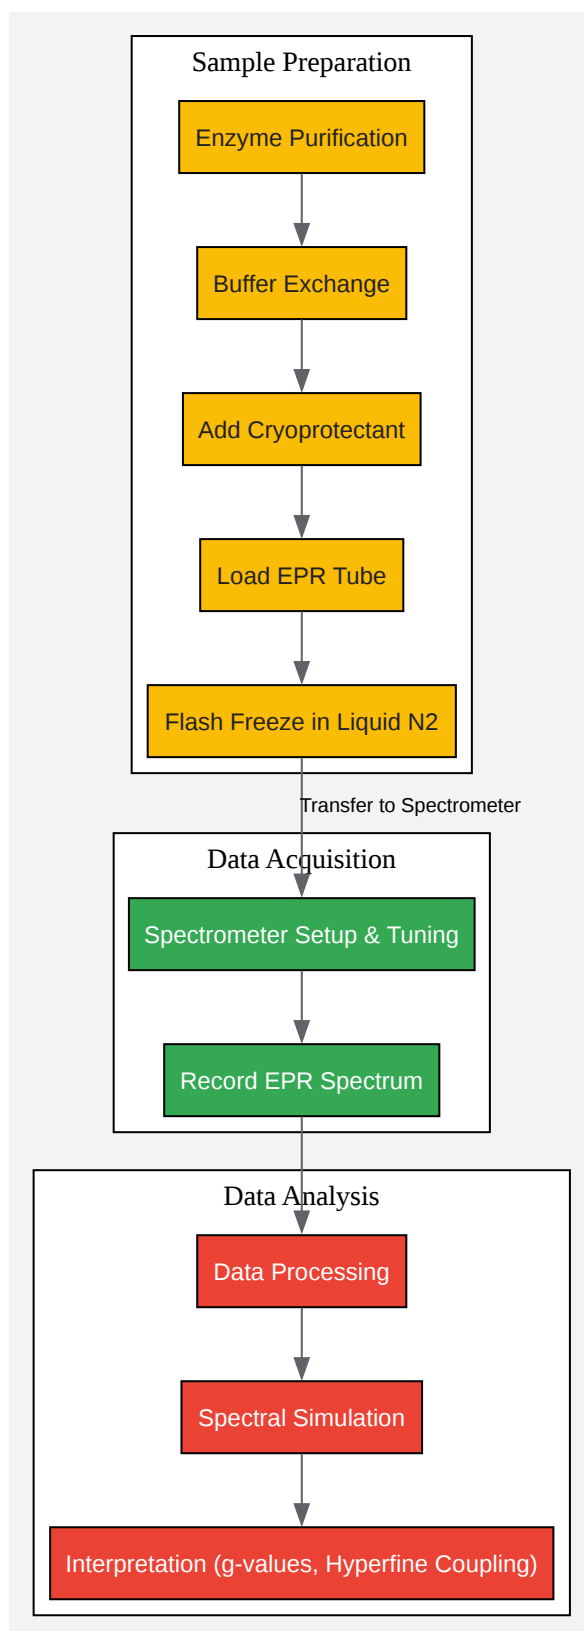 Sample Preparation
Enzyme Purification
Buffer Exchange
Add Cryoprotectant
Load EPR Tube
Flash Freeze in Liquid N2
Transfer to Spectrometer
Data Acquisition
Spectrometer Setup & Tuning
Record EPR Spectrum
Data Analysis
Data Processing
Spectral Simulation
Interpretation (g-values, Hyperfine Coupling)